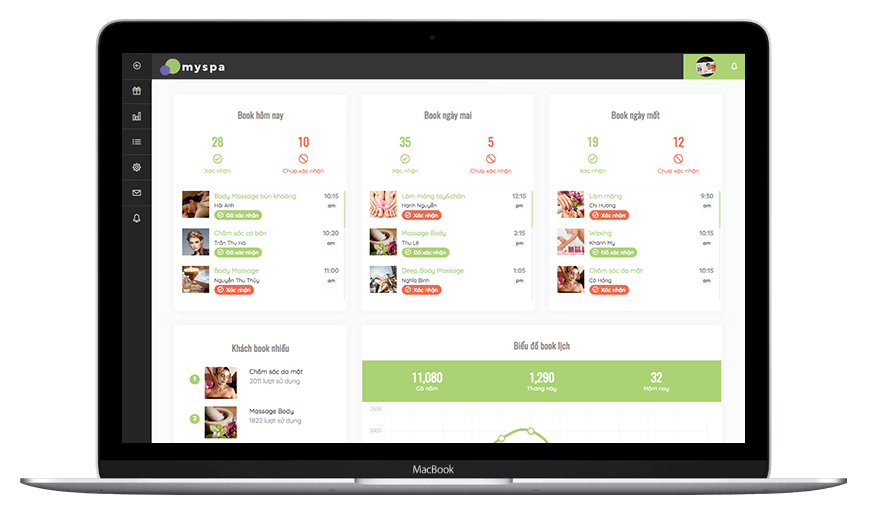 myspa
Book hôm nay
28
10
Xác nhận
Chưa xác nhận
Body Massage bùn khoáng
10:15
Hải Anh
am
Đã xác nhận
Chăm sóc cơ bản
10:20
Trần Thu Hà
am
Đã xác nhận
Body Massage
11:00
Nguyễn Thu Thủy
am
Xác nhận
Book ngày mai
35
5
Xác nhận
Chưa xác nhận
Làm móng tay&chân
12:15
Hạnh Nguyễn
pm
Xác nhận
Massage Body
2:15
Thu Lê
pm
Đã xác nhận
Deep Body Massage
1:05
Nghĩa Bình
pm
Xác nhận
Book ngày mốt
19
12
Xác nhận
Chưa xác nhận
Làm móng
9:30
Chị Hương
am
Xác nhận
Waxing
10:15
Khánh My
am
Đã xác nhận
Chăm sóc da mặt
10:15
Cô Hồng
am
Xác nhận
Khách book nhiều
1
Chăm sóc da mặt
2011 lượt sử dụng
2
Massage Body
1822 lượt sử dụng
Biểu đồ book lịch
11,080
1,290
32
Cả năm
Tháng này
Hôm nay
2500
2000
MacBook